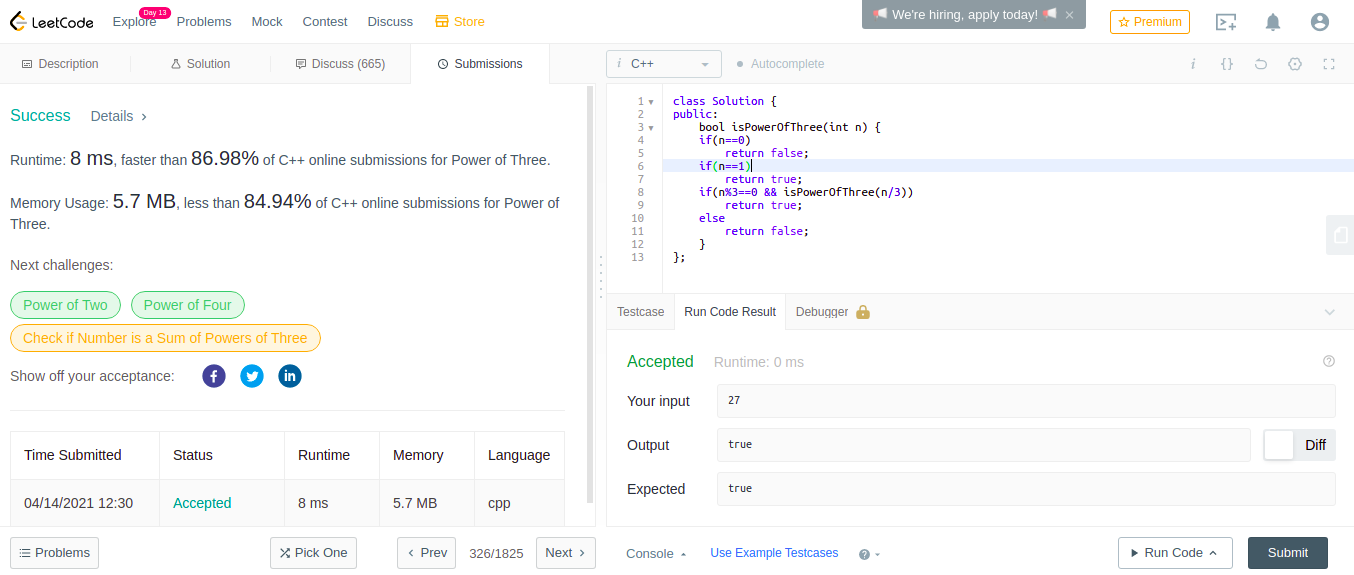 LeetCode
Explore
Day 13
Problems
Mock
Contest
Discuss
Store
We're hiring, apply today!
Premium
Description
Solution
Discuss (665)
Submissions
i C++
Autocomplete
i {}
Success
Details
Runtime: 8 ms, faster than 86.98% of C++ online submissions for Power of Three.
Memory Usage: 5.7 MB, less than 84.94% of C++ online submissions for Power of
Three.
Next challenges:
Power of Two
Power of Four
Check if Number is a Sum of Powers of Three
Show off your acceptance:
f
in
Time Submitted Status Runtime Memory Language
04/14/2021 12:30 Accepted 8 ms 5.7 MB cpp
1 class Solution {
2 public:
3 bool isPowerOfThree(int n) {
4 if(n==0)
5 return false;
6 if(n==1)
7 return true;
8 if(n%3==0 && isPowerOfThree(n/3))
9 return true;
10 else
11 return false;
12 }
13 };
Testcase
Run Code Result
Debugger
Accepted Runtime: 0 ms
?
Your input 27
Output true
Diff
Expected true
Problems
Pick One
< Prev
326/1825
Next >
Console
Use Example Testcases
?
Run Code
Submit